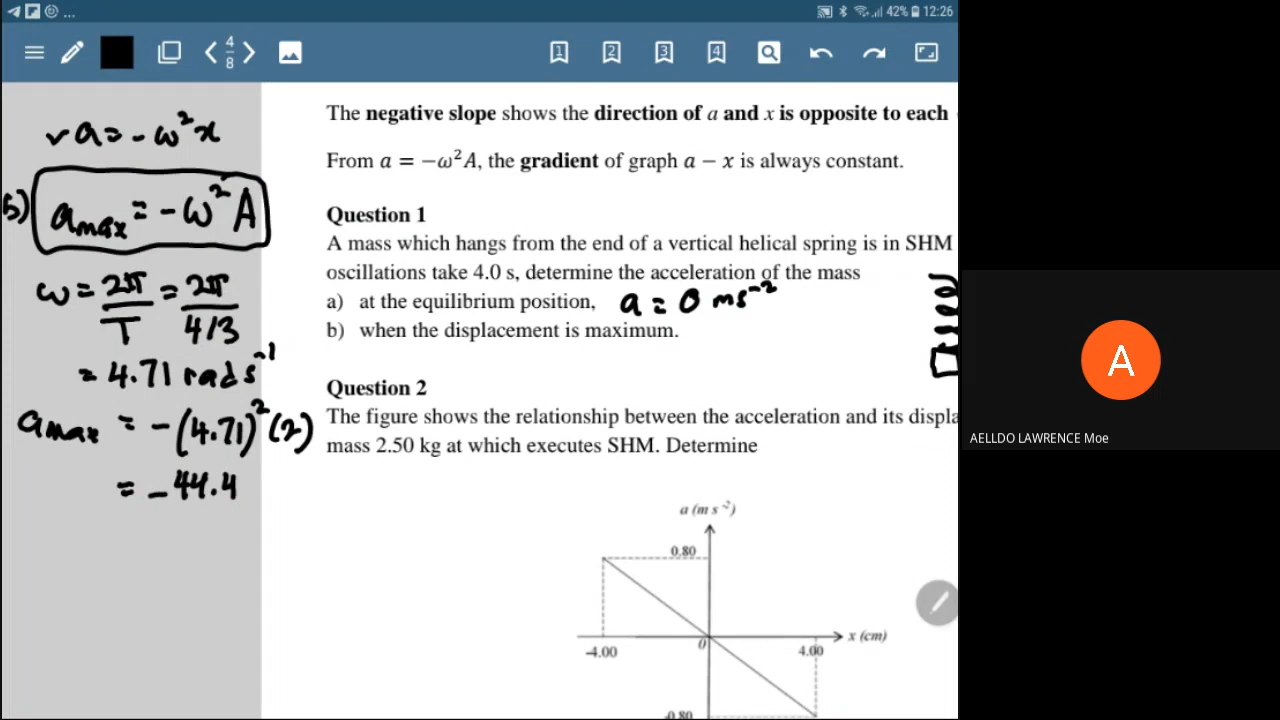 ... 42% 12:26
4
8
1 2 3 4
The negative slope shows the direction of a and x is opposite to each
From a = −ω²A, the gradient of graph a − x is always constant.
Question 1
A mass which hangs from the end of a vertical helical spring is in SHM
oscillations take 4.0 s, determine the acceleration of the mass
a) at the equilibrium position, a = 0 ms⁻²
b) when the displacement is maximum.
Question 2
The figure shows the relationship between the acceleration and its displa
mass 2.50 kg at which executes SHM. Determine
a (m s⁻²)
0.80
0
x (cm)
-4.00
4.00
0.80
a = - ω²x
b) amax = -ω²A
ω = 2π/T = 2π/4/3
= 4.71 rad s⁻¹
amax = -(4.71)²(2)
= -44.4
A
AELLDO LAWRENCE Moe